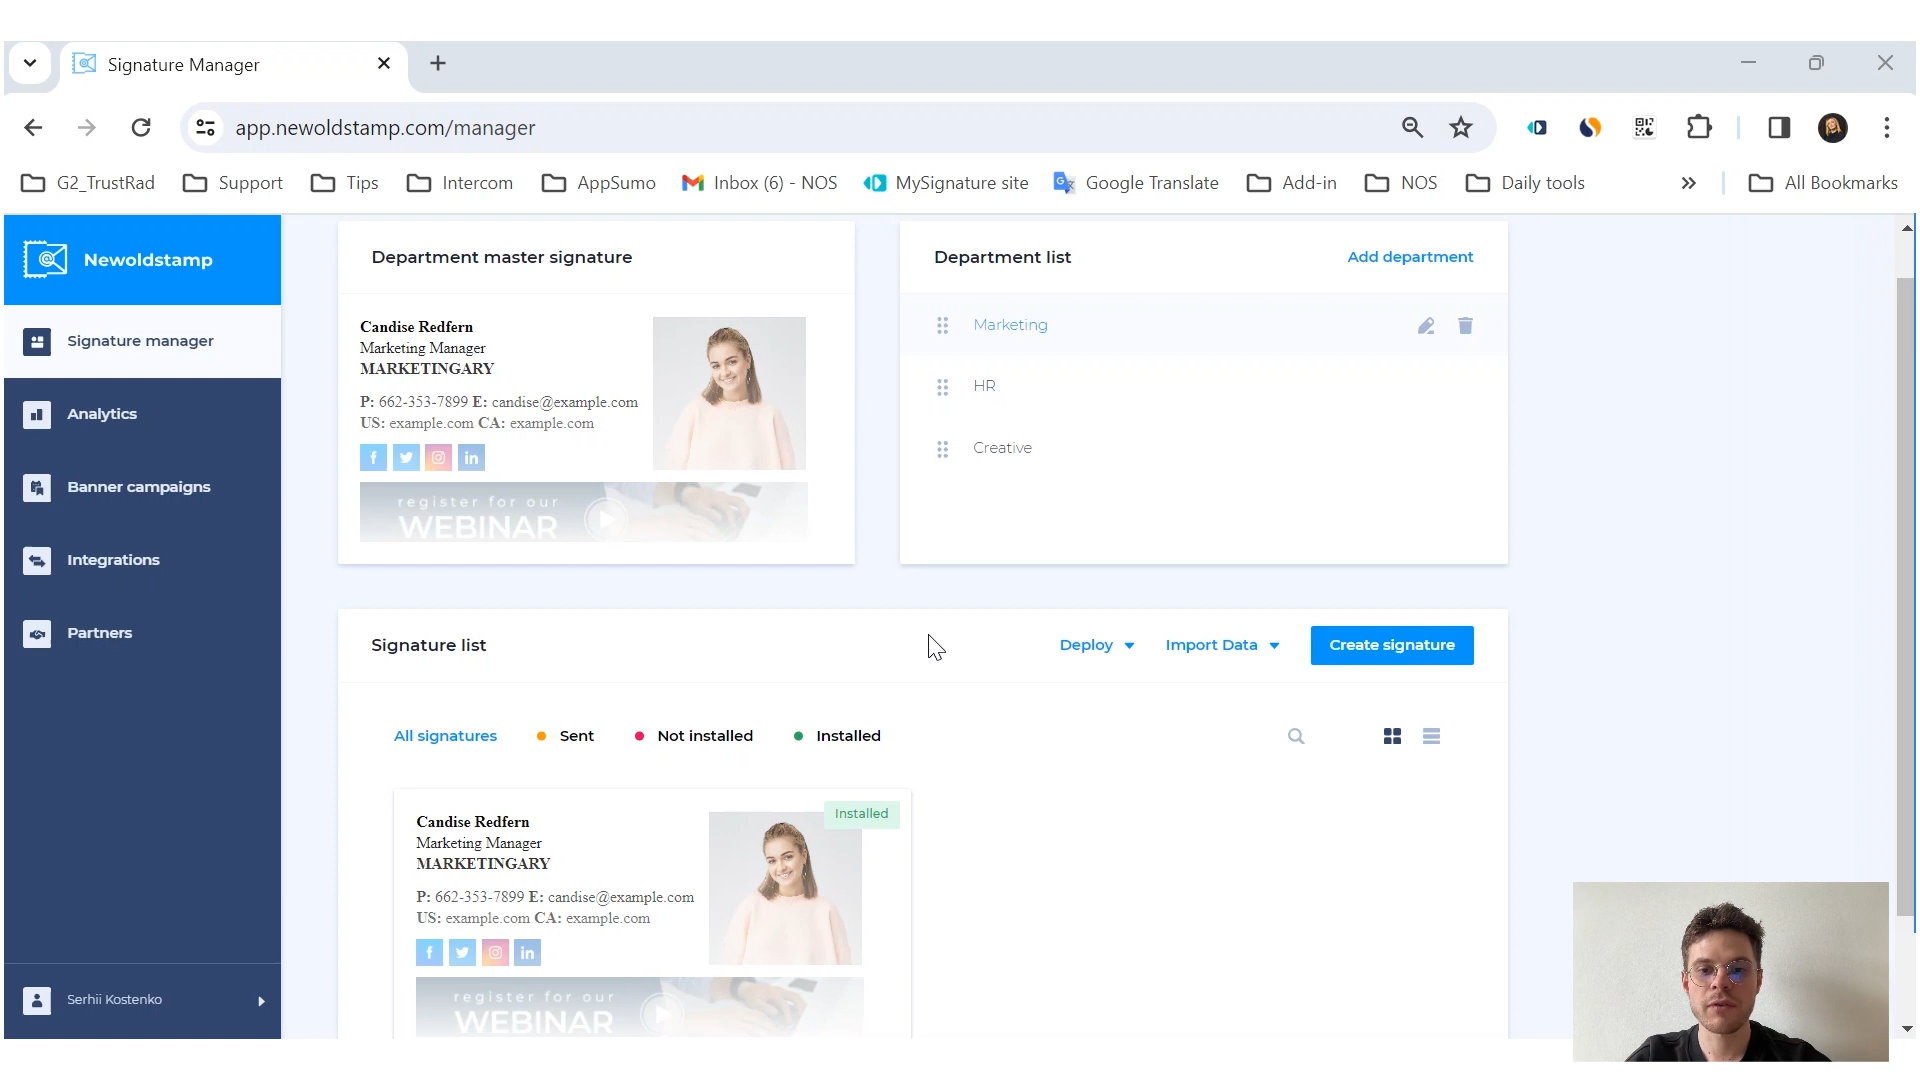 Signature Manager
app.newoldstamp.com/manager
G2_TrustRad Support Tips Intercom AppSumo Inbox (6) - NOS MySignature site Google Translate Add-in NOS Daily tools » All Bookmarks
Newoldstamp
Signature manager
Analytics
Banner campaigns
Integrations
Partners
Serhii Kostenko
Department master signature
Candise Redfern
Marketing Manager
MARKETINGARY
P: 662-353-7899 E: candise@example.com
US: example.com CA: example.com
register for our
WEBINAR
Department list Add department
Marketing
HR
Creative
Signature list Deploy Import Data Create signature
All signatures Sent Not installed Installed
Installed
Candise Redfern
Marketing Manager
MARKETINGARY
P: 662-353-7899 E: candise@example.com
US: example.com CA: example.com
register for our
WEBINAR